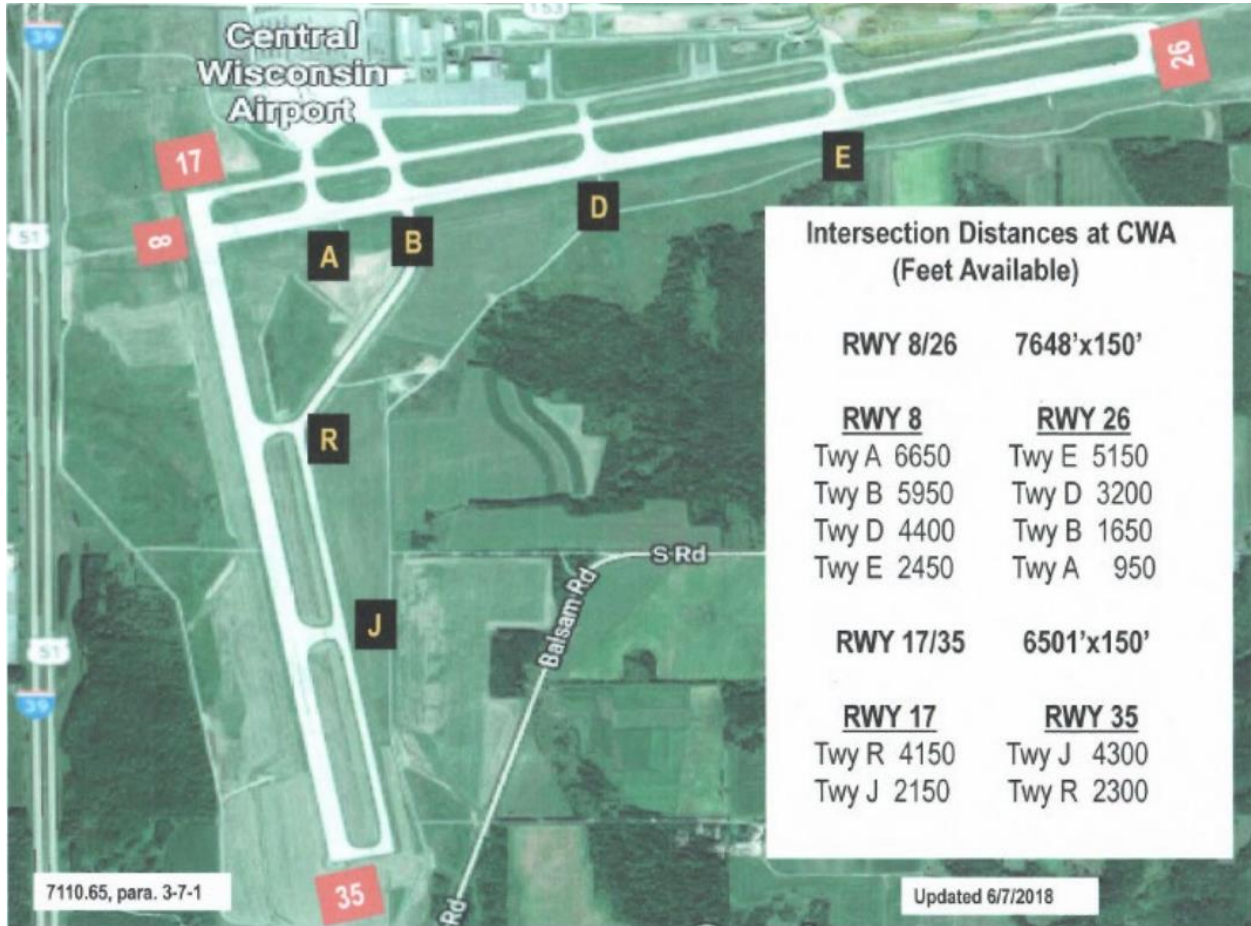 153
39
Central
Wisconsin
Airport
26
17
E
D
51
8
A
B
R
Intersection Distances at CWA
(Feet Available)
RWY 8/26 7648'x150'
RWY 8 RWY 26
Twy A 6650 Twy E 5150
Twy B 5950 Twy D 3200
Twy D 4400 Twy B 1650
Twy E 2450 Twy A 950
RWY 17/35 6501'x150'
RWY 17 RWY 35
Twy R 4150 Twy J 4300
Twy J 2150 Twy R 2300
S Rd
Balsam Rd
J
51
39
35
Rd
7110.65, para. 3-7-1
Updated 6/7/2018